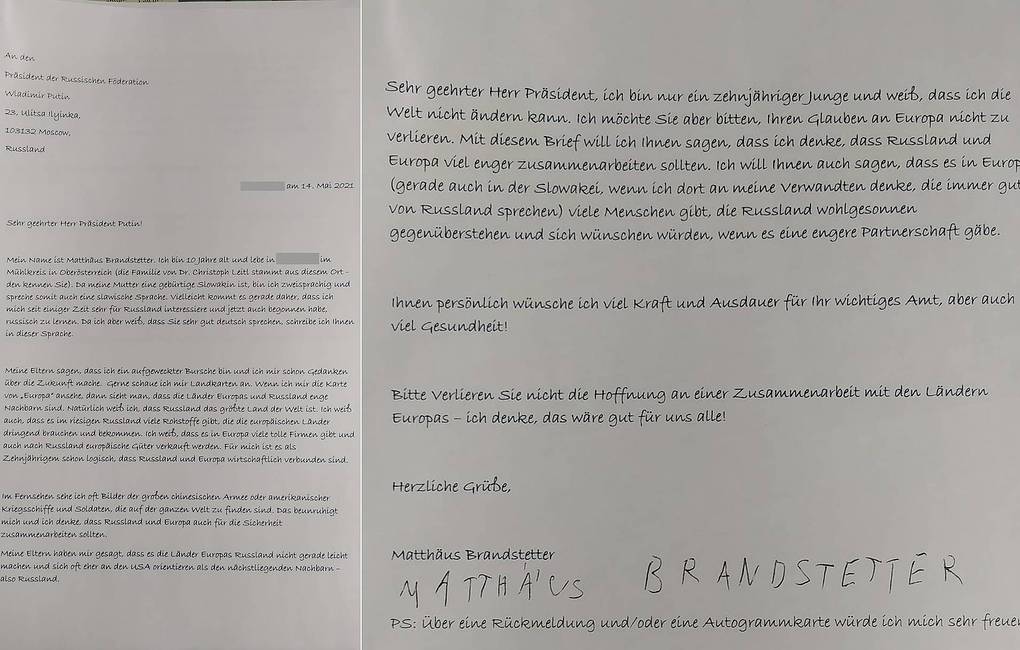 An den
Präsident der Russischen Föderation
Wladimir Putin
23, Ulitsa Ilyinka,
103132 Moscow,
Russland
am 14. Mai 2021
Sehr geehrter Herr Präsident Putin!
Mein Name ist Matthäus Brandstetter. Ich bin 10 Jahre alt und lebe in im
Mühlkreis in Oberösterreich (die Familie von Dr. Christoph Leitl stammt aus diesem Ort -
den kennen Sie). Da meine Mutter eine gebürtige Slowakin ist, bin ich zweisprachig und
spreche somit auch eine slawische Sprache. Vielleicht kommt es gerade daher, dass ich
mich seit einiger Zeit sehr für Russland interessiere und jetzt auch begonnen habe,
russisch zu lernen. Da ich aber weiß, dass Sie sehr gut deutsch sprechen, schreibe ich Ihnen
in dieser Sprache.
Meine Eltern sagen, dass ich ein aufgeweckter Bursche bin und ich mir schon Gedanken
über die Zukunft mache. Gerne schaue ich mir Landkarten an. Wenn ich mir die Karte
von „Europa" ansehe, dann sieht man, dass die Länder Europas und Russland enge
Nachbarn sind. Natürlich weiß ich, dass Russland das größte Land der Welt ist. Ich weiß
auch, dass es im riesigen Russland viele Rohstoffe gibt, die die europäischen Länder
dringend brauchen und bekommen. Ich weiß, dass es in Europa viele tolle Firmen gibt und
auch nach Russland europäische Güter verkauft werden. Für mich ist es als
Zehnjährigem schon logisch, dass Russland und Europa wirtschaftlich verbunden sind.
Im Fernsehen sehe ich oft Bilder der großen chinesischen Armee oder amerikanischer
Kriegsschiffe und Soldaten, die auf der ganzen Welt zu finden sind. Das beunruhigt
mich und ich denke, dass Russland und Europa auch für die Sicherheit
zusammenarbeiten sollten.
Meine Eltern haben mir gesagt, dass es die Länder Europas Russland nicht gerade leicht
machen und sich oft eher an den USA orientieren als den nächstliegenden Nachbarn –
also Russland.
Sehr geehrter Herr Präsident, ich bin nur ein zehnjähriger Junge und weiß, dass ich die
Welt nicht ändern kann. Ich möchte Sie aber bitten, Ihren Glauben an Europa nicht zu
verlieren. Mit diesem Brief will ich Ihnen sagen, dass ich denke, dass Russland und
Europa viel enger zusammenarbeiten sollten. Ich will Ihnen auch sagen, dass es in Europ
(gerade auch in der Slowakei, wenn ich dort an meine Verwandten denke, die immer gut
von Russland sprechen) viele Menschen gibt, die Russland wohlgesonnen
gegenüberstehen und sich wünschen würden, wenn es eine engere Partnerschaft gäbe.
Ihnen persönlich wünsche ich viel Kraft und Ausdauer für Ihr wichtiges Amt, aber auch
viel Gesundheit!
Bitte Verlieren Sie nicht die Hoffnung an einer Zusammenarbeit mit den Ländern
Europas – ich denke, das wäre gut für uns alle!
Herzliche Grüße,
Matthäus Brandstetter
MATTHÄUS BRANDSTETTER
PS: Über eine Rückmeldung und/oder eine Autogrammkarte würde ich mich sehr freue